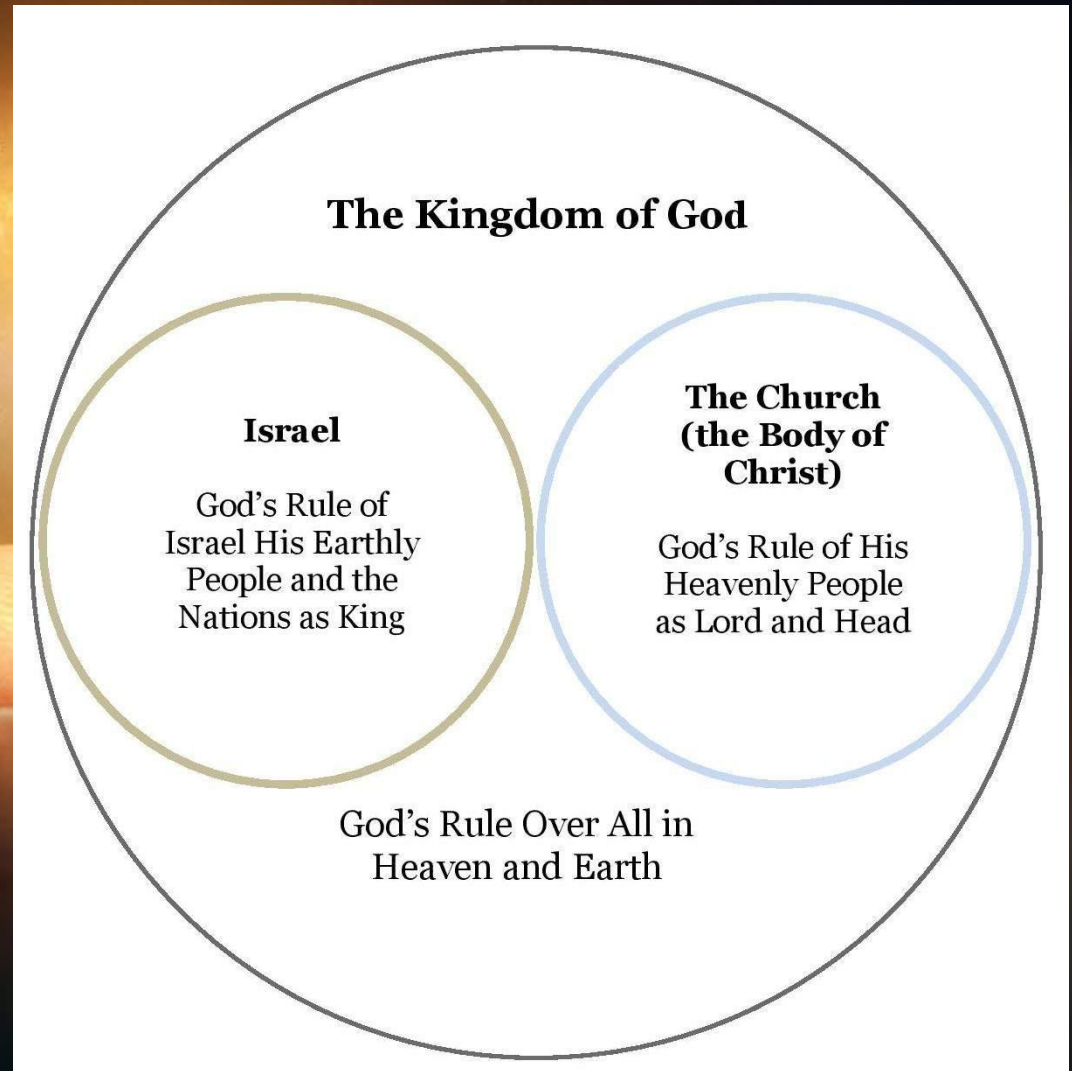 The Kingdom of God
Israel
God’s Rule of
Israel His Earthly
People and the
Nations as King
The Church
(the Body of
Christ)
God’s Rule of His
Heavenly People
as Lord and Head
God’s Rule Over All in
Heaven and Earth